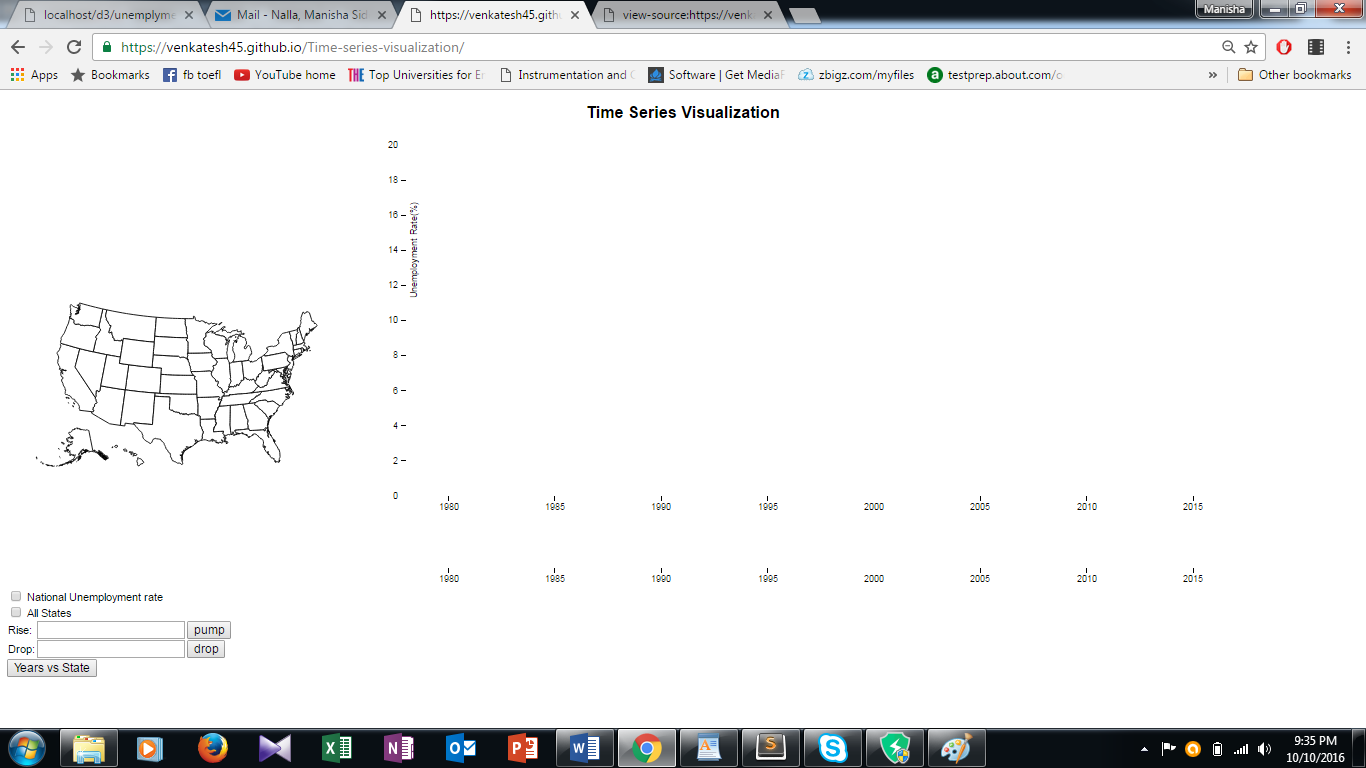 localhost/d3/unemplyme
Mail - Nalla, Manisha Sid
https://venkatesh45.gith
view-source:https://venk
Manisha
https://venkatesh45.github.io/Time-series-visualization/
Apps
Bookmarks
fb toefl
YouTube home
THE Top Universities for E
Instrumentation and C
Software | Get MediaF
zbigz.com/myfiles
a testprep.about.com/o
»
Other bookmarks
Time Series Visualization
20
18
16
14
12
10
8
6
4
2
0
Unemployment Rate(%)
1980 1985 1990 1995 2000 2005 2010 2015
1980 1985 1990 1995 2000 2005 2010 2015
National Unemployment rate
All States
Rise: pump
Drop: drop
Years vs State
9:35 PM
10/10/2016